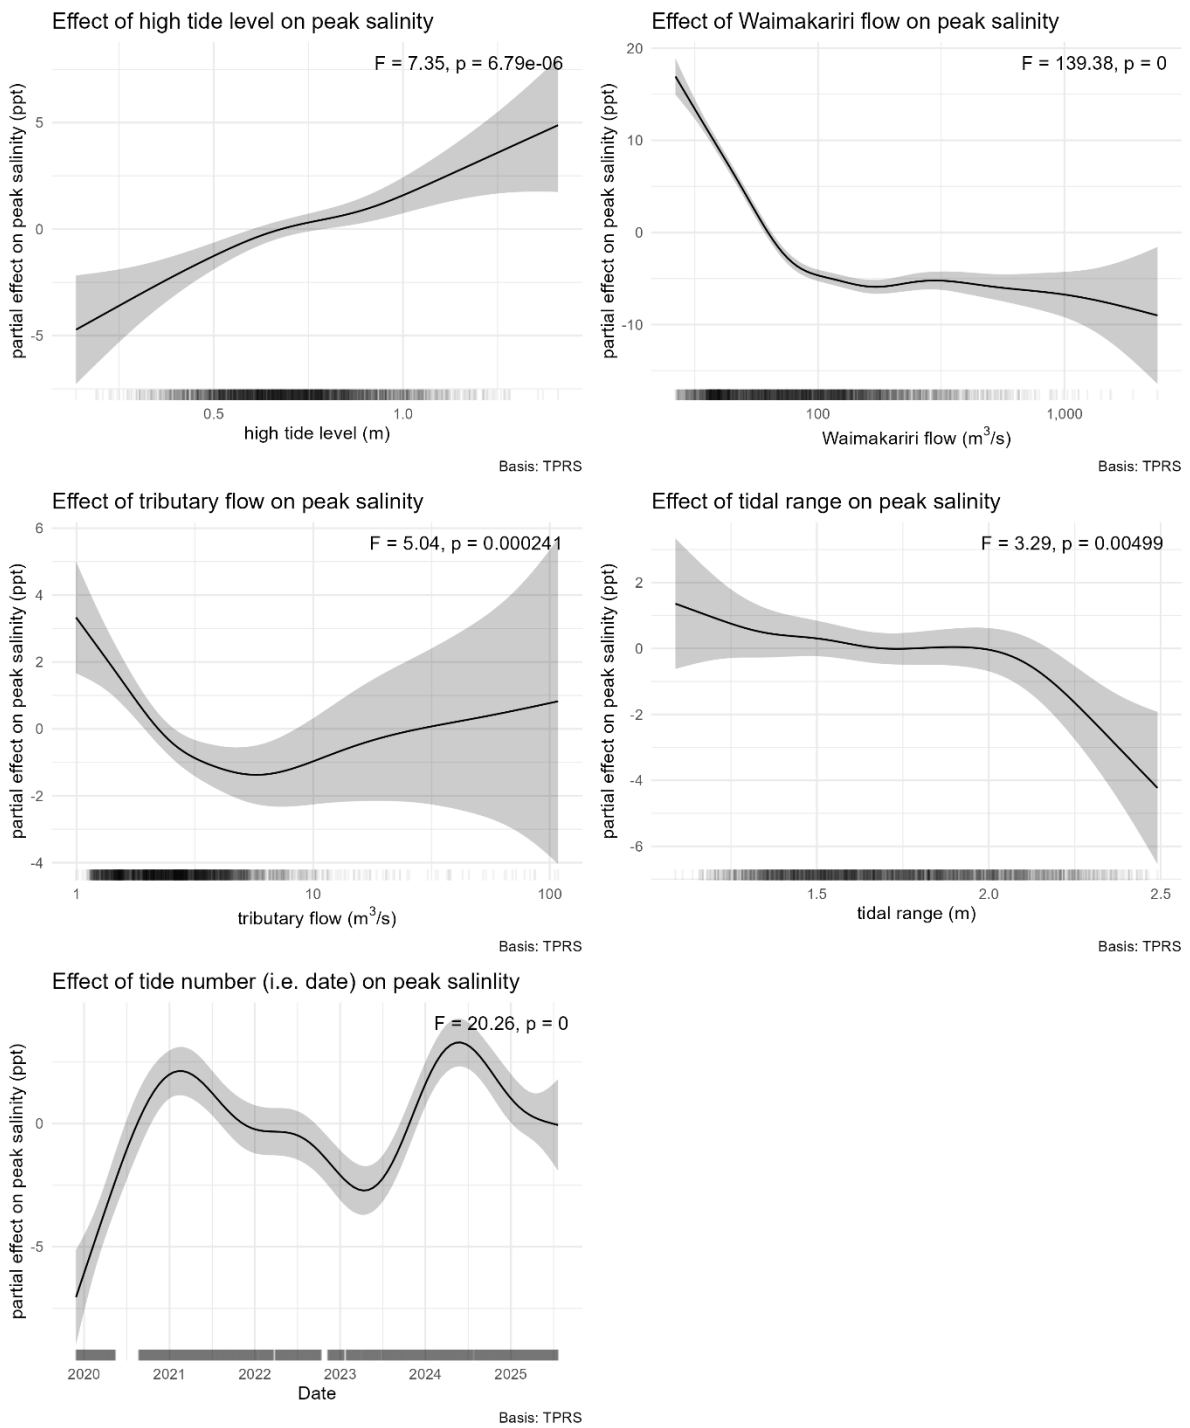 Effect of high tide level on peak salinity
F = 7.35, p = 6.79e-06
partial effect on peak salinity (ppt)
5
0
-5
0.5 1.0
high tide level (m)
Basis: TPRS
Effect of Waimakariri flow on peak salinity
F = 139.38, p = 0
partial effect on peak salinity (ppt)
20
10
0
-10
100 1,000
Waimakariri flow (m³/s)
Basis: TPRS
Effect of tributary flow on peak salinity
F = 5.04, p = 0.000241
partial effect on peak salinity (ppt)
6
4
2
0
-2
-4
1 10 100
tributary flow (m³/s)
Basis: TPRS
Effect of tidal range on peak salinity
F = 3.29, p = 0.00499
partial effect on peak salinity (ppt)
2
0
-2
-4
-6
1.5 2.0 2.5
tidal range (m)
Basis: TPRS
Effect of tide number (i.e. date) on peak salinlity
F = 20.26, p = 0
partial effect on peak salinity (ppt)
0
-5
2020 2021 2022 2023 2024 2025
Date
Basis: TPRS